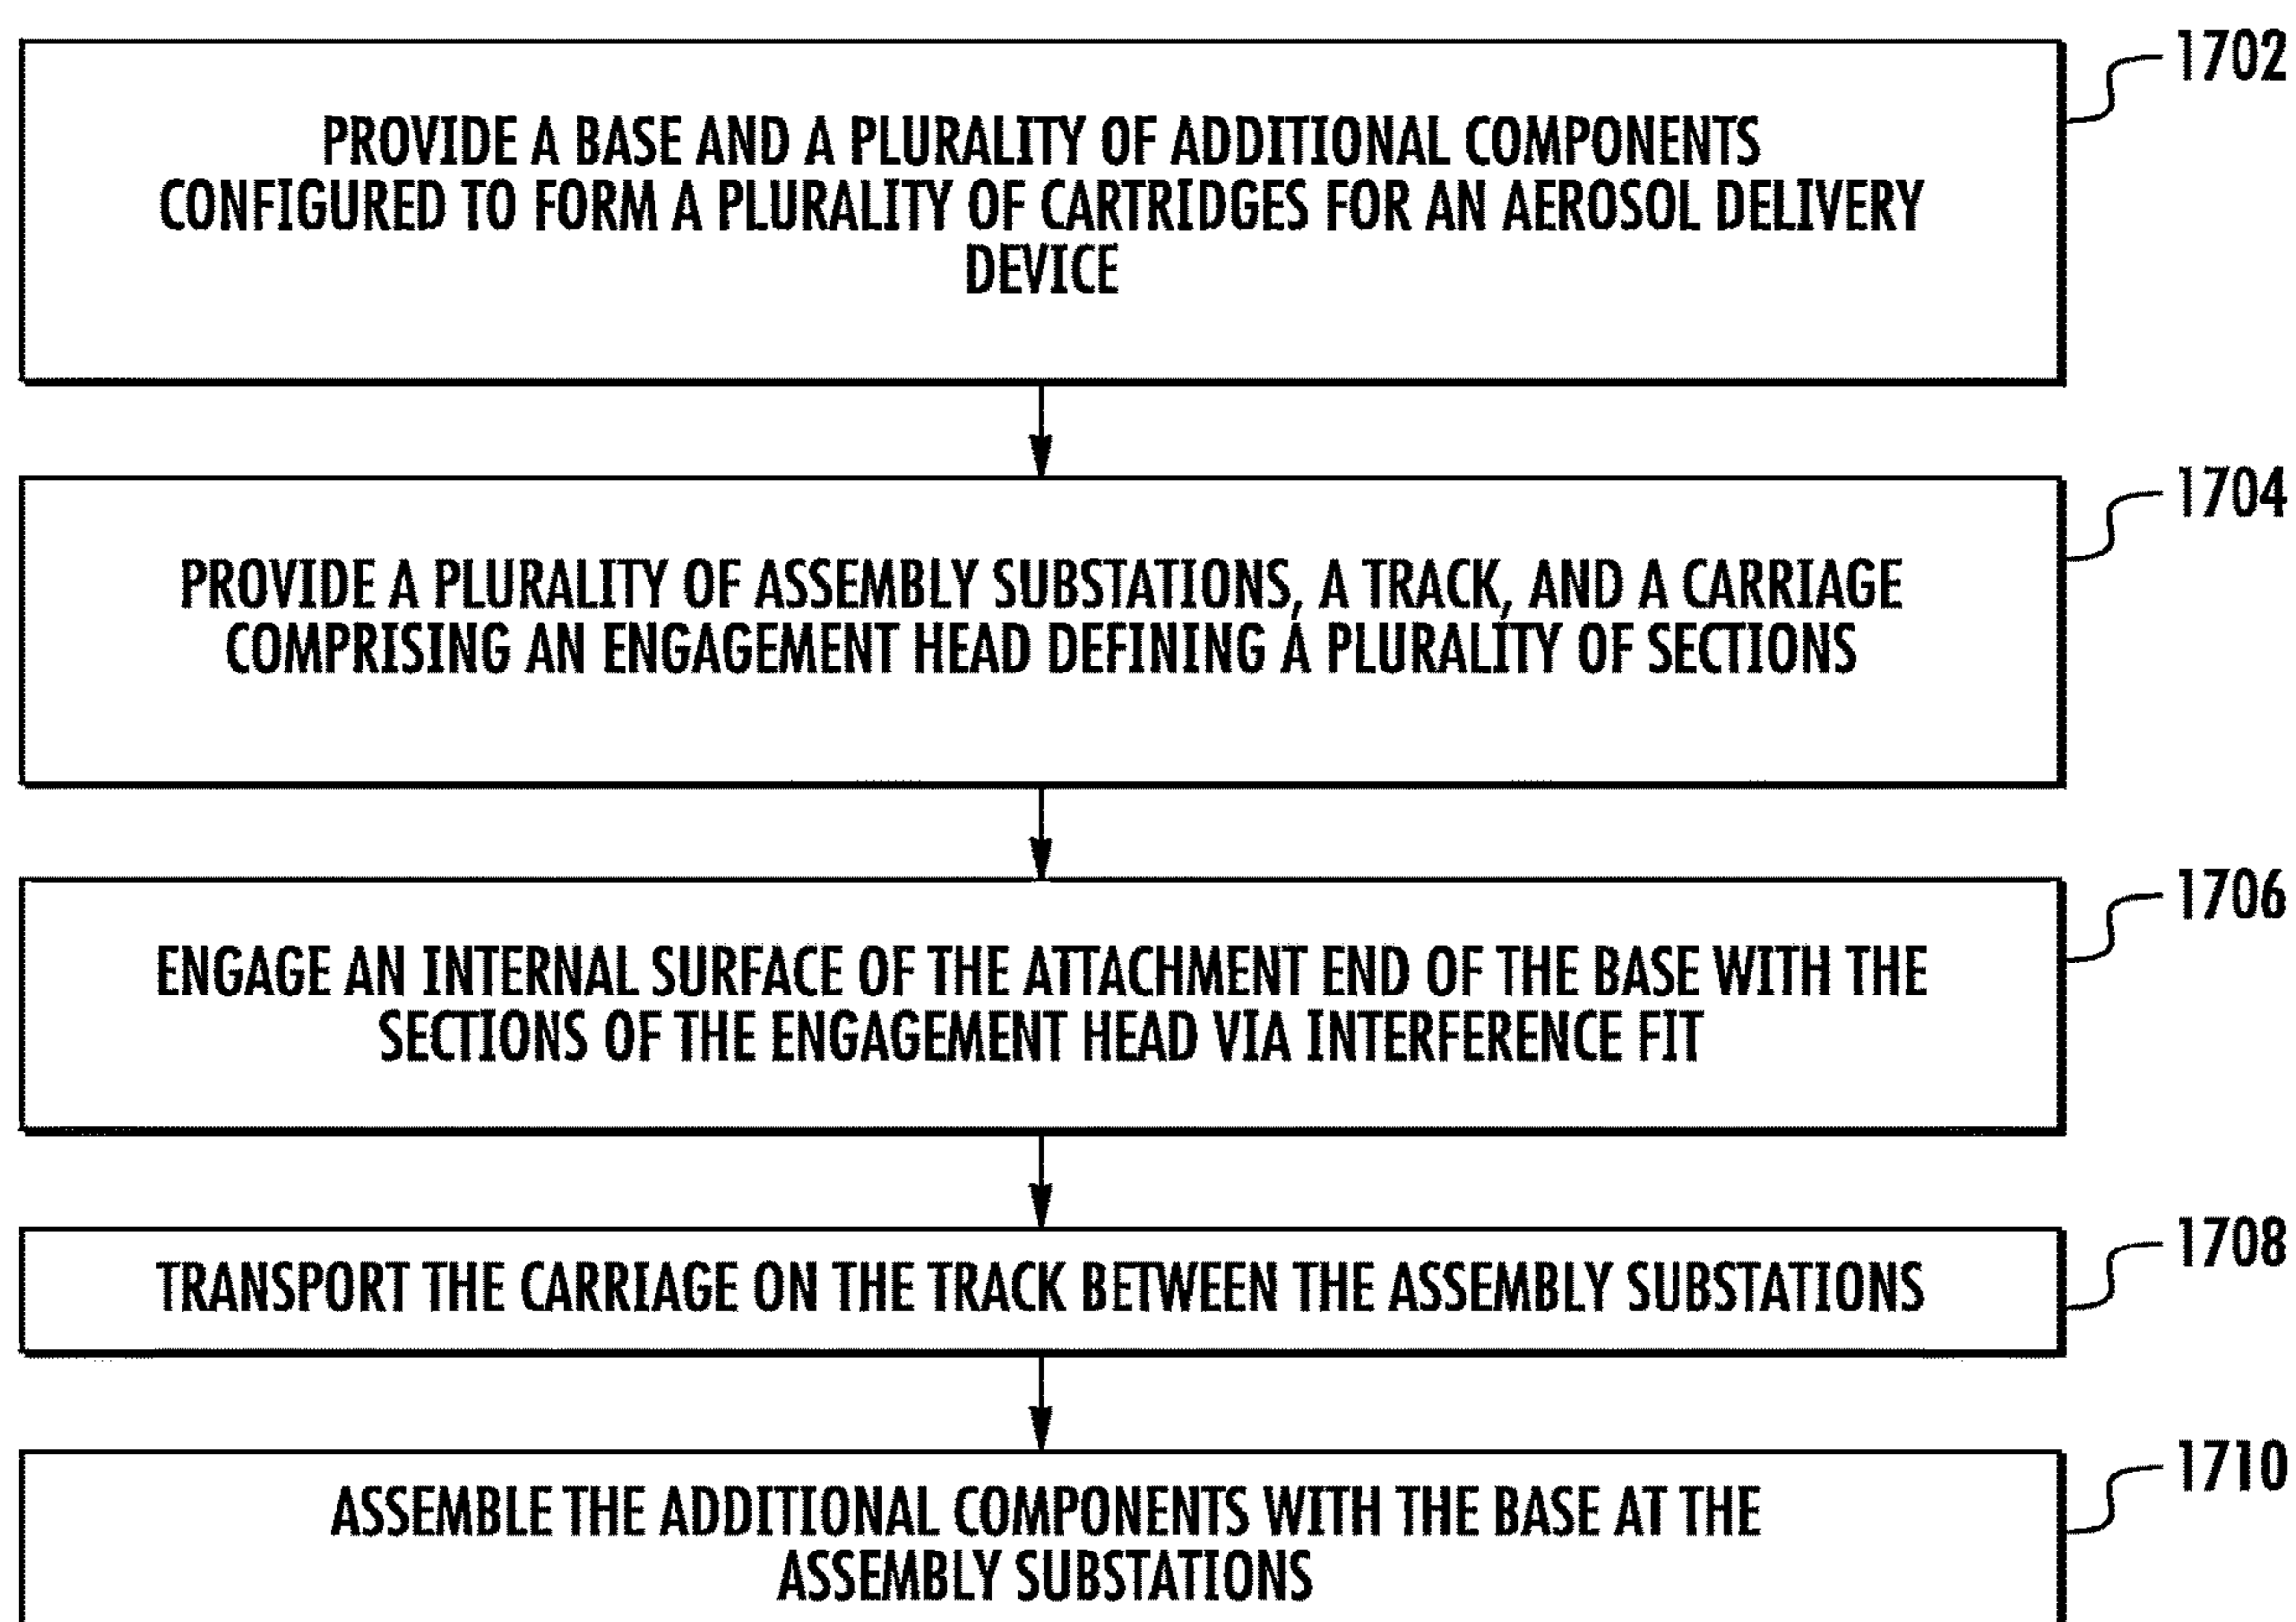 1702
PROVIDE A BASE AND A PLURALITY OF ADDITIONAL COMPONENTS
CONFIGURED TO FORM A PLURALITY OF CARTRIDGES FOR AN AEROSOL DELIVERY
DEVICE
1704
PROVIDE A PLURALITY OF ASSEMBLY SUBSTATIONS, A TRACK, AND A CARRIAGE
COMPRISING AN ENGAGEMENT HEAD DEFINING A PLURALITY OF SECTIONS
1706
ENGAGE AN INTERNAL SURFACE OF THE ATTACHMENT END OF THE BASE WITH THE
SECTIONS OF THE ENGAGEMENT HEAD VIA INTERFERENCE FIT
1708
TRANSPORT THE CARRIAGE ON THE TRACK BETWEEN THE ASSEMBLY SUBSTATIONS
1710
ASSEMBLE THE ADDITIONAL COMPONENTS WITH THE BASE AT THE
ASSEMBLY SUBSTATIONS